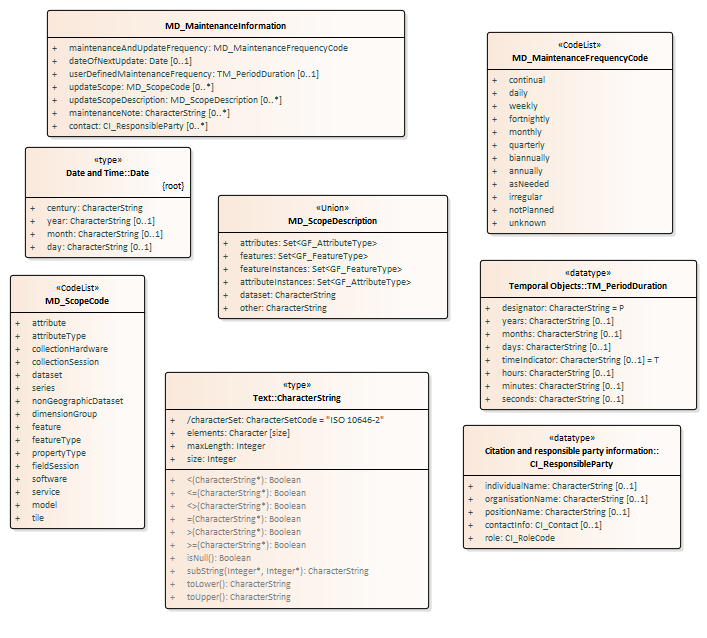 MD_MaintenanceInformation
+ maintenanceAndUpdateFrequency: MD_MaintenanceFrequencyCode
+ dateOfNextUpdate: Date [0..1]
+ userDefinedMaintenanceFrequency: TM_PeriodDuration [0..1]
+ updateScope: MD_ScopeCode [0..*]
+ updateScopeDescription: MD_ScopeDescription [0..*]
+ maintenanceNote: CharacterString [0..*]
+ contact: CI_ResponsibleParty [0..*]
«CodeList»
MD_MaintenanceFrequencyCode
+ continual
+ daily
+ weekly
+ fortnightly
+ monthly
+ quarterly
+ biannually
+ annually
+ asNeeded
+ irregular
+ notPlanned
+ unknown
«type»
Date and Time::Date
{root}
+ century: CharacterString
+ year: CharacterString [0..1]
+ month: CharacterString [0..1]
+ day: CharacterString [0..1]
«Union»
MD_ScopeDescription
+ attributes: Set<GF_AttributeType>
+ features: Set<GF_FeatureType>
+ featureInstances: Set<GF_FeatureType>
+ attributeInstances: Set<GF_AttributeType>
+ dataset: CharacterString
+ other: CharacterString
«datatype»
Temporal Objects::TM_PeriodDuration
+ designator: CharacterString = P
+ years: CharacterString [0..1]
+ months: CharacterString [0..1]
+ days: CharacterString [0..1]
+ timeIndicator: CharacterString [0..1] = T
+ hours: CharacterString [0..1]
+ minutes: CharacterString [0..1]
+ seconds: CharacterString [0..1]
«CodeList»
MD_ScopeCode
+ attribute
+ attributeType
+ collectionHardware
+ collectionSession
+ dataset
+ series
+ nonGeographicDataset
+ dimensionGroup
+ feature
+ featureType
+ propertyType
+ fieldSession
+ software
+ service
+ model
+ tile
«type»
Text::CharacterString
+ /characterSet: CharacterSetCode = "ISO 10646-2"
+ elements: Character [size]
+ maxLength: Integer
+ size: Integer
+ <(CharacterString*): Boolean
+ <=(CharacterString*): Boolean
+ <>(CharacterString*): Boolean
+ =(CharacterString*): Boolean
+ >(CharacterString*): Boolean
+ >=(CharacterString*): Boolean
+ isNull(): Boolean
+ subString(Integer*, Integer*): CharacterString
+ toLower(): CharacterString
+ toUpper(): CharacterString
«datatype»
Citation and responsible party information::
CI_ResponsibleParty
+ individualName: CharacterString [0..1]
+ organisationName: CharacterString [0..1]
+ positionName: CharacterString [0..1]
+ contactInfo: CI_Contact [0..1]
+ role: CI_RoleCode